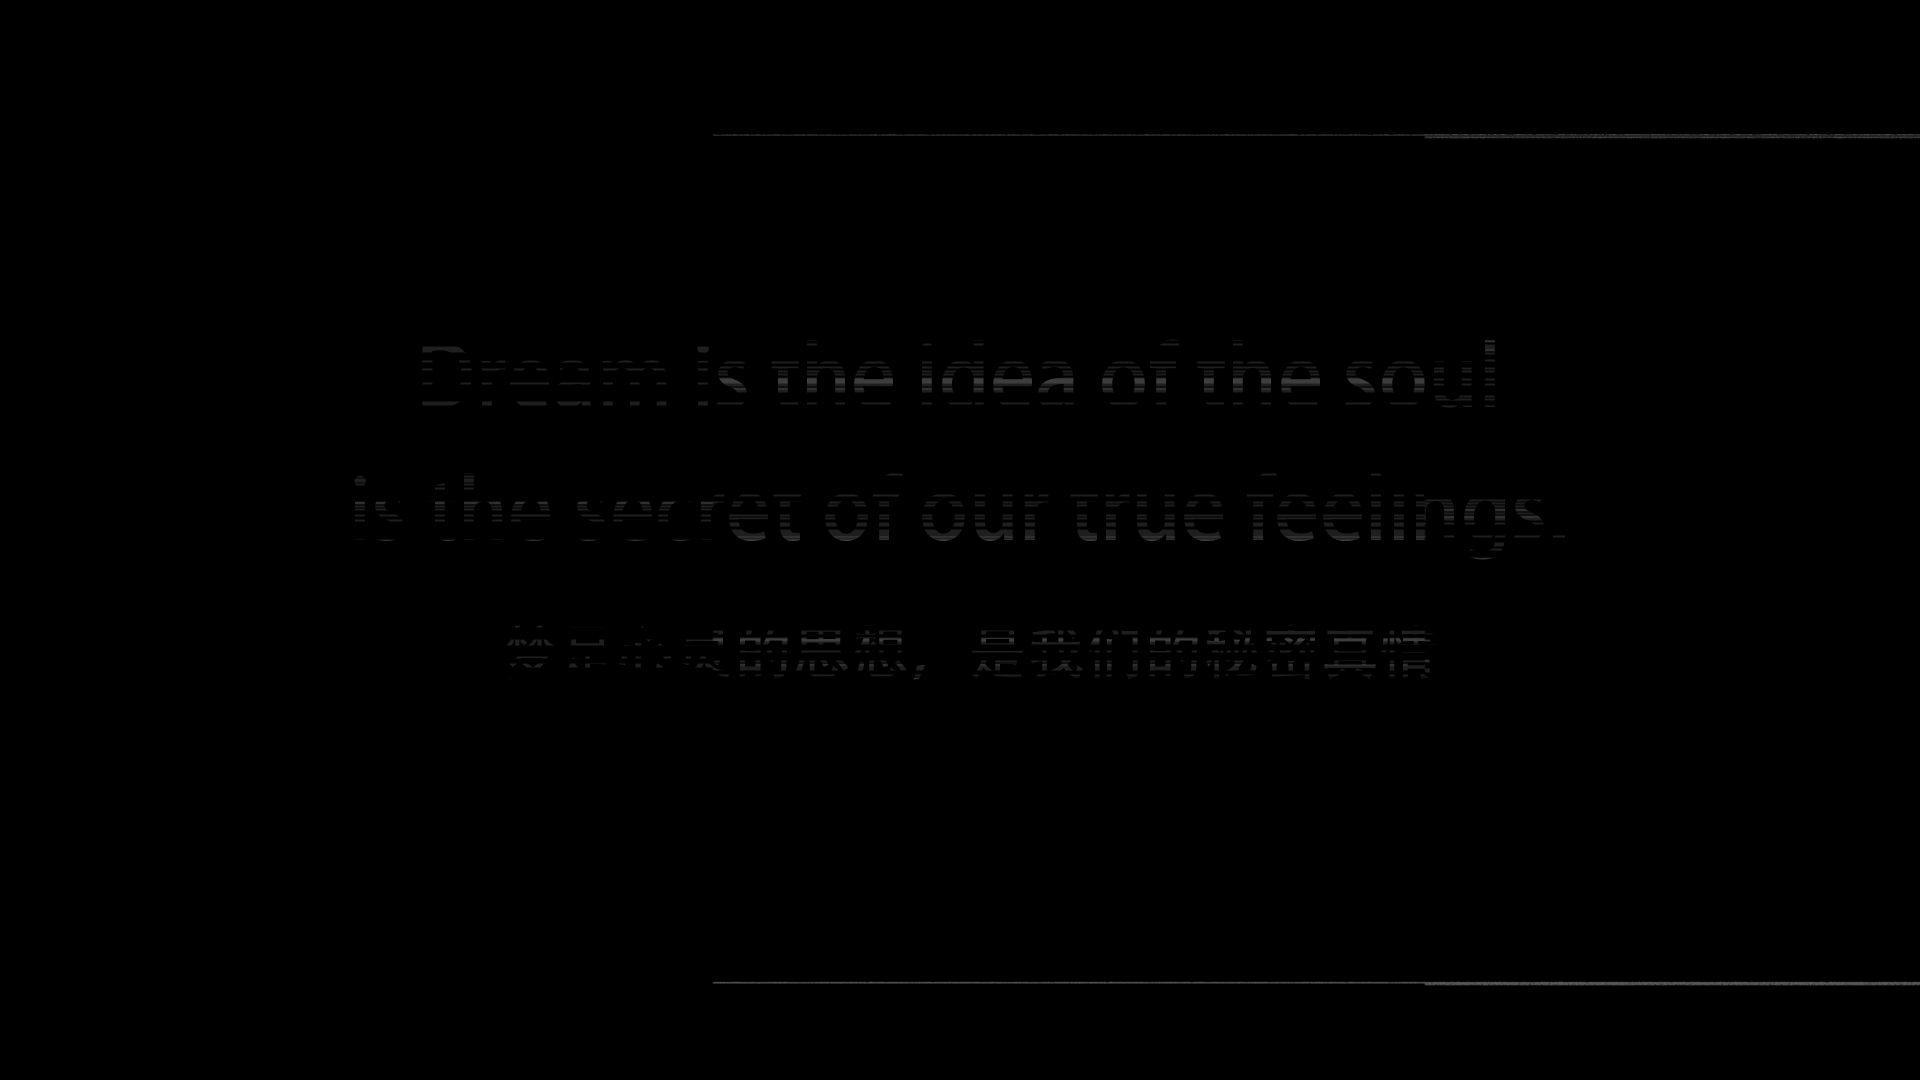 Dream is the idea of the soul
is the secret of our true feelings.
梦是心灵的思想，是我们的秘密真情